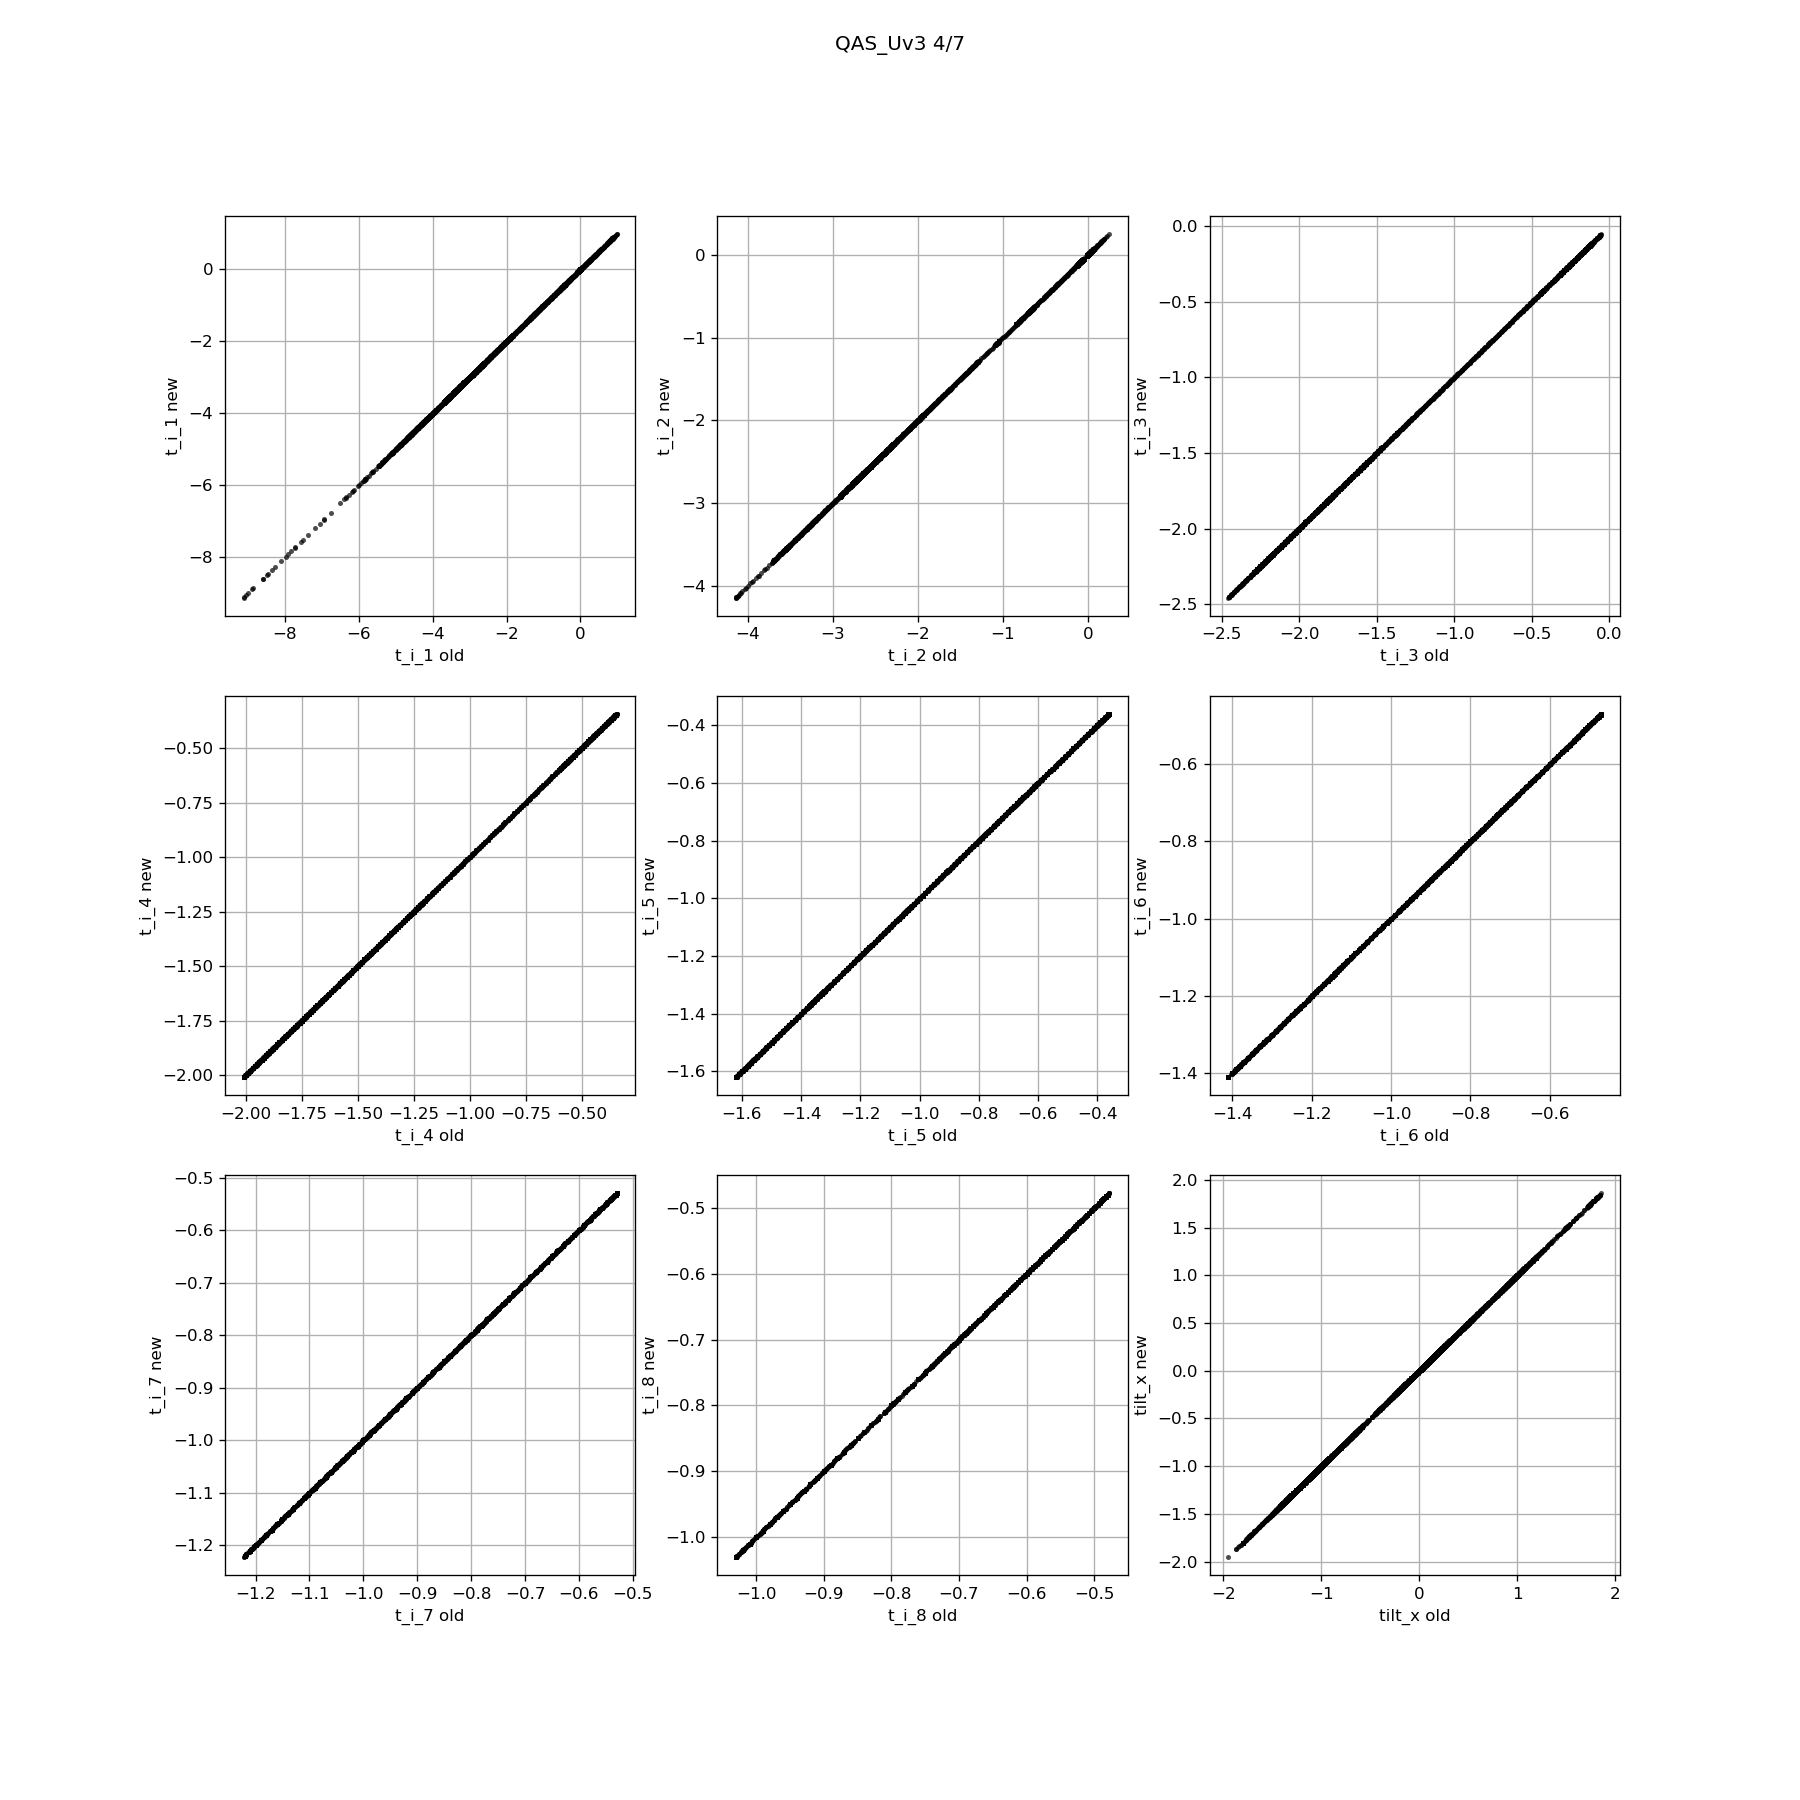 QAS_Uv3 4/7
0
−2
−4
−6
−8
t_i_1 new
−8 −6 −4 −2 0
t_i_1 old
0
−1
−2
−3
−4
t_i_2 new
−4 −3 −2 −1 0
t_i_2 old
0.0
−0.5
−1.0
−1.5
−2.0
−2.5
t_i_3 new
−2.5 −2.0 −1.5 −1.0 −0.5 0.0
t_i_3 old
−0.50
−0.75
−1.00
−1.25
−1.50
−1.75
−2.00
t_i_4 new
−2.00 −1.75 −1.50 −1.25 −1.00 −0.75 −0.50
t_i_4 old
−0.4
−0.6
−0.8
−1.0
−1.2
−1.4
−1.6
t_i_5 new
−1.6 −1.4 −1.2 −1.0 −0.8 −0.6 −0.4
t_i_5 old
−0.6
−0.8
−1.0
−1.2
−1.4
t_i_6 new
−1.4 −1.2 −1.0 −0.8 −0.6
t_i_6 old
−0.5
−0.6
−0.7
−0.8
−0.9
−1.0
−1.1
−1.2
t_i_7 new
−1.2 −1.1 −1.0 −0.9 −0.8 −0.7 −0.6 −0.5
t_i_7 old
−0.5
−0.6
−0.7
−0.8
−0.9
−1.0
t_i_8 new
−1.0 −0.9 −0.8 −0.7 −0.6 −0.5
t_i_8 old
2.0
1.5
1.0
0.5
0.0
−0.5
−1.0
−1.5
−2.0
tilt_x new
−2 −1 0 1 2
tilt_x old